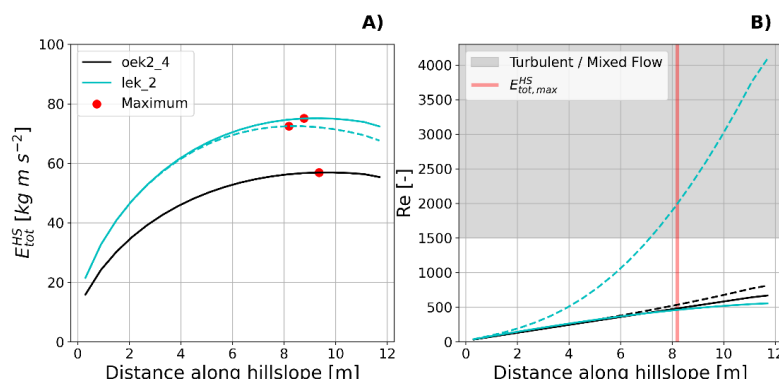 A)
100
80
60
40
20
0
E_tot^HS [kg m s^−2]
oek2_4
lek_2
Maximum
0 2 4 6 8 10 12
Distance along hillslope [m]
B)
4000
3500
3000
2500
2000
1500
1000
500
0
Re [-]
Turbulent / Mixed Flow
E_tot,max^HS
0 2 4 6 8 10 12
Distance along hillslope [m]